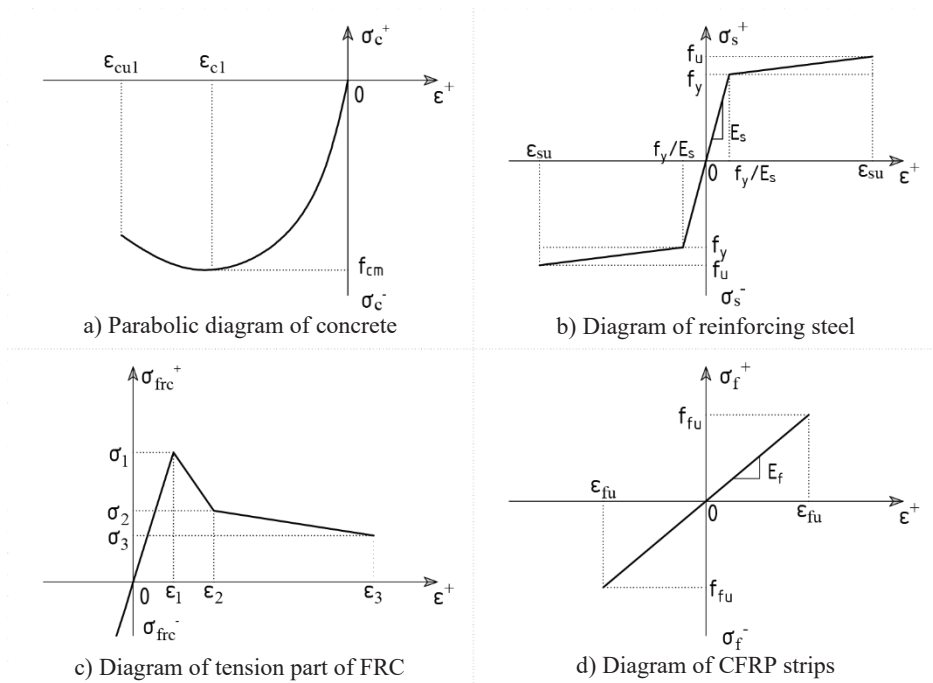 σc+
εcu1 εc1
0 ε+
fcm
σc-
a) Parabolic diagram of concrete
σs+
fu
fy
Es
εsu fy/Es
0 fy/Es εsu ε+
fy
fu
σs-
b) Diagram of reinforcing steel
σfrc+
σ1
σ2
σ3
0 ε1 ε2 ε3 ε+
σfrc-
c) Diagram of tension part of FRC
σf+
ffu
Ef
εfu
0 εfu ε+
ffu
σf-
d) Diagram of CFRP strips